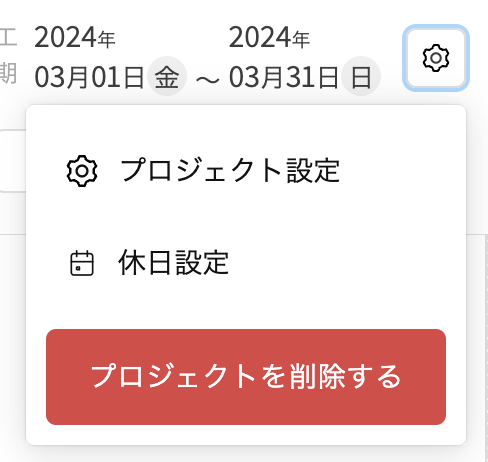 工期
2024年
03月01日 金 〜
2024年
03月31日 日
プロジェクト設定
休日設定
プロジェクトを削除する